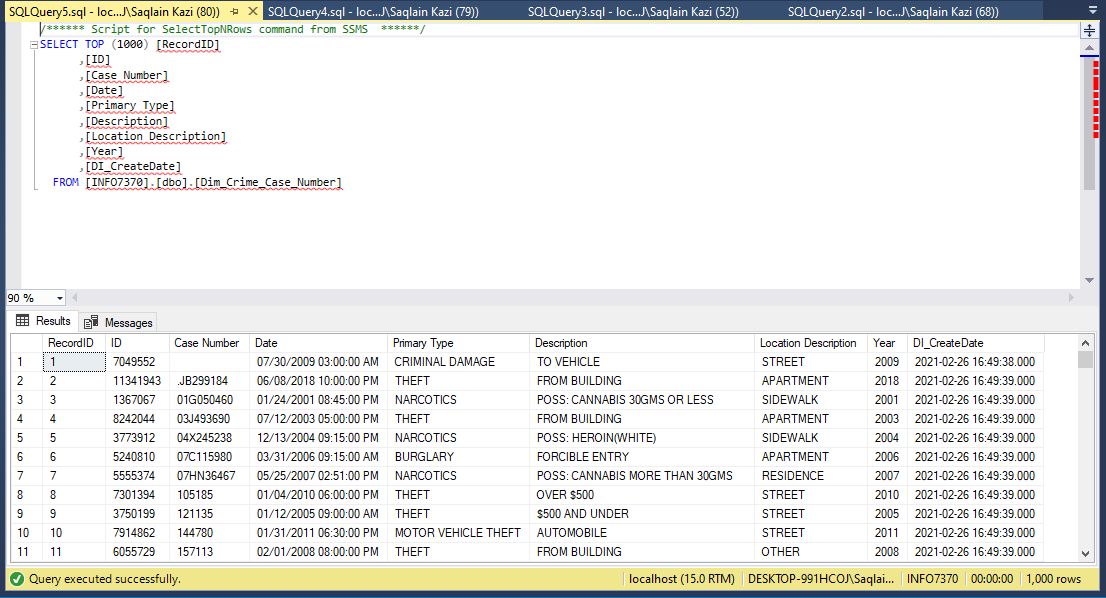 SQLQuery5.sql - loc...J\Saqlain Kazi (80)) SQLQuery4.sql - loc...J\Saqlain Kazi (79)) SQLQuery3.sql - loc...J\Saqlain Kazi (52)) SQLQuery2.sql - loc...J\Saqlain Kazi (68))
/****** Script for SelectTopNRows command from SSMS  ******/
SELECT TOP (1000) [RecordID]
,[ID]
,[Case Number]
,[Date]
,[Primary Type]
,[Description]
,[Location Description]
,[Year]
,[DI_CreateDate]
FROM [INFO7370].[dbo].[Dim_Crime_Case_Number]
90 %
Results Messages
RecordID ID Case Number Date Primary Type Description Location Description Year DI_CreateDate
1 1 7049552 07/30/2009 03:00:00 AM CRIMINAL DAMAGE TO VEHICLE STREET 2009 2021-02-26 16:49:38.000
2 2 11341943 .JB299184 06/08/2018 10:00:00 PM THEFT FROM BUILDING APARTMENT 2018 2021-02-26 16:49:39.000
3 3 1367067 01G050460 01/24/2001 08:45:00 PM NARCOTICS POSS: CANNABIS 30GMS OR LESS SIDEWALK 2001 2021-02-26 16:49:39.000
4 4 8242044 03J493690 07/12/2003 05:00:00 PM THEFT FROM BUILDING APARTMENT 2003 2021-02-26 16:49:39.000
5 5 3773912 04X245238 12/13/2004 09:15:00 PM NARCOTICS POSS: HEROIN(WHITE) SIDEWALK 2004 2021-02-26 16:49:39.000
6 6 5240810 07C115980 03/31/2006 09:15:00 AM BURGLARY FORCIBLE ENTRY APARTMENT 2006 2021-02-26 16:49:39.000
7 7 5555374 07HN36467 05/25/2007 02:51:00 PM NARCOTICS POSS: CANNABIS MORE THAN 30GMS RESIDENCE 2007 2021-02-26 16:49:39.000
8 8 7301394 105185 01/04/2010 06:00:00 PM THEFT OVER $500 STREET 2010 2021-02-26 16:49:39.000
9 9 3750199 121135 01/12/2005 09:00:00 AM THEFT $500 AND UNDER STREET 2005 2021-02-26 16:49:39.000
10 10 7914862 144780 01/31/2011 06:30:00 PM MOTOR VEHICLE THEFT AUTOMOBILE STREET 2011 2021-02-26 16:49:39.000
11 11 6055729 157113 02/01/2008 08:00:00 PM THEFT FROM BUILDING OTHER 2008 2021-02-26 16:49:39.000
Query executed successfully. localhost (15.0 RTM) DESKTOP-991HCOJ\Saqlai... INFO7370 00:00:00 1,000 rows